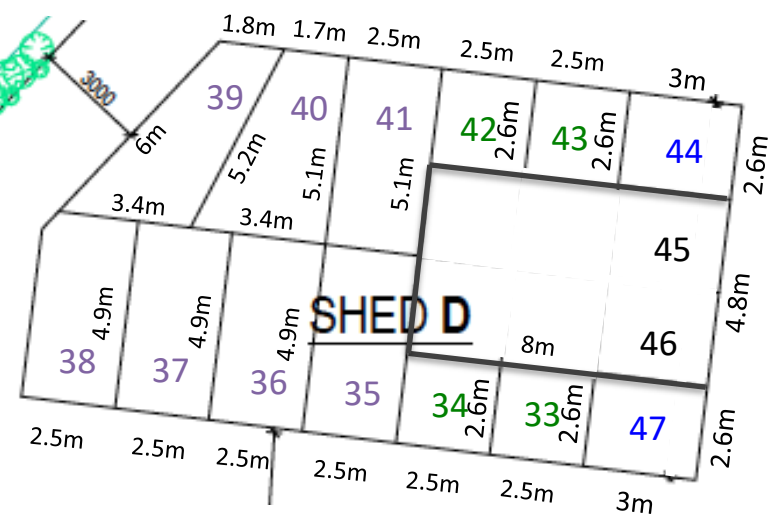 1.8m 1.7m 2.5m 2.5m 2.5m 3m
3000
39 40 41 42 43 44
6m 5.2m 5.1m 5.1m 2.6m 2.6m 2.6m
3.4m 3.4m
45
4.9m 4.9m 4.9m SHED D 4.8m
8m 46
38 37 36 35 34 33 47
2.6m 2.6m 2.6m
2.5m 2.5m 2.5m 2.5m 2.5m 2.5m 3m